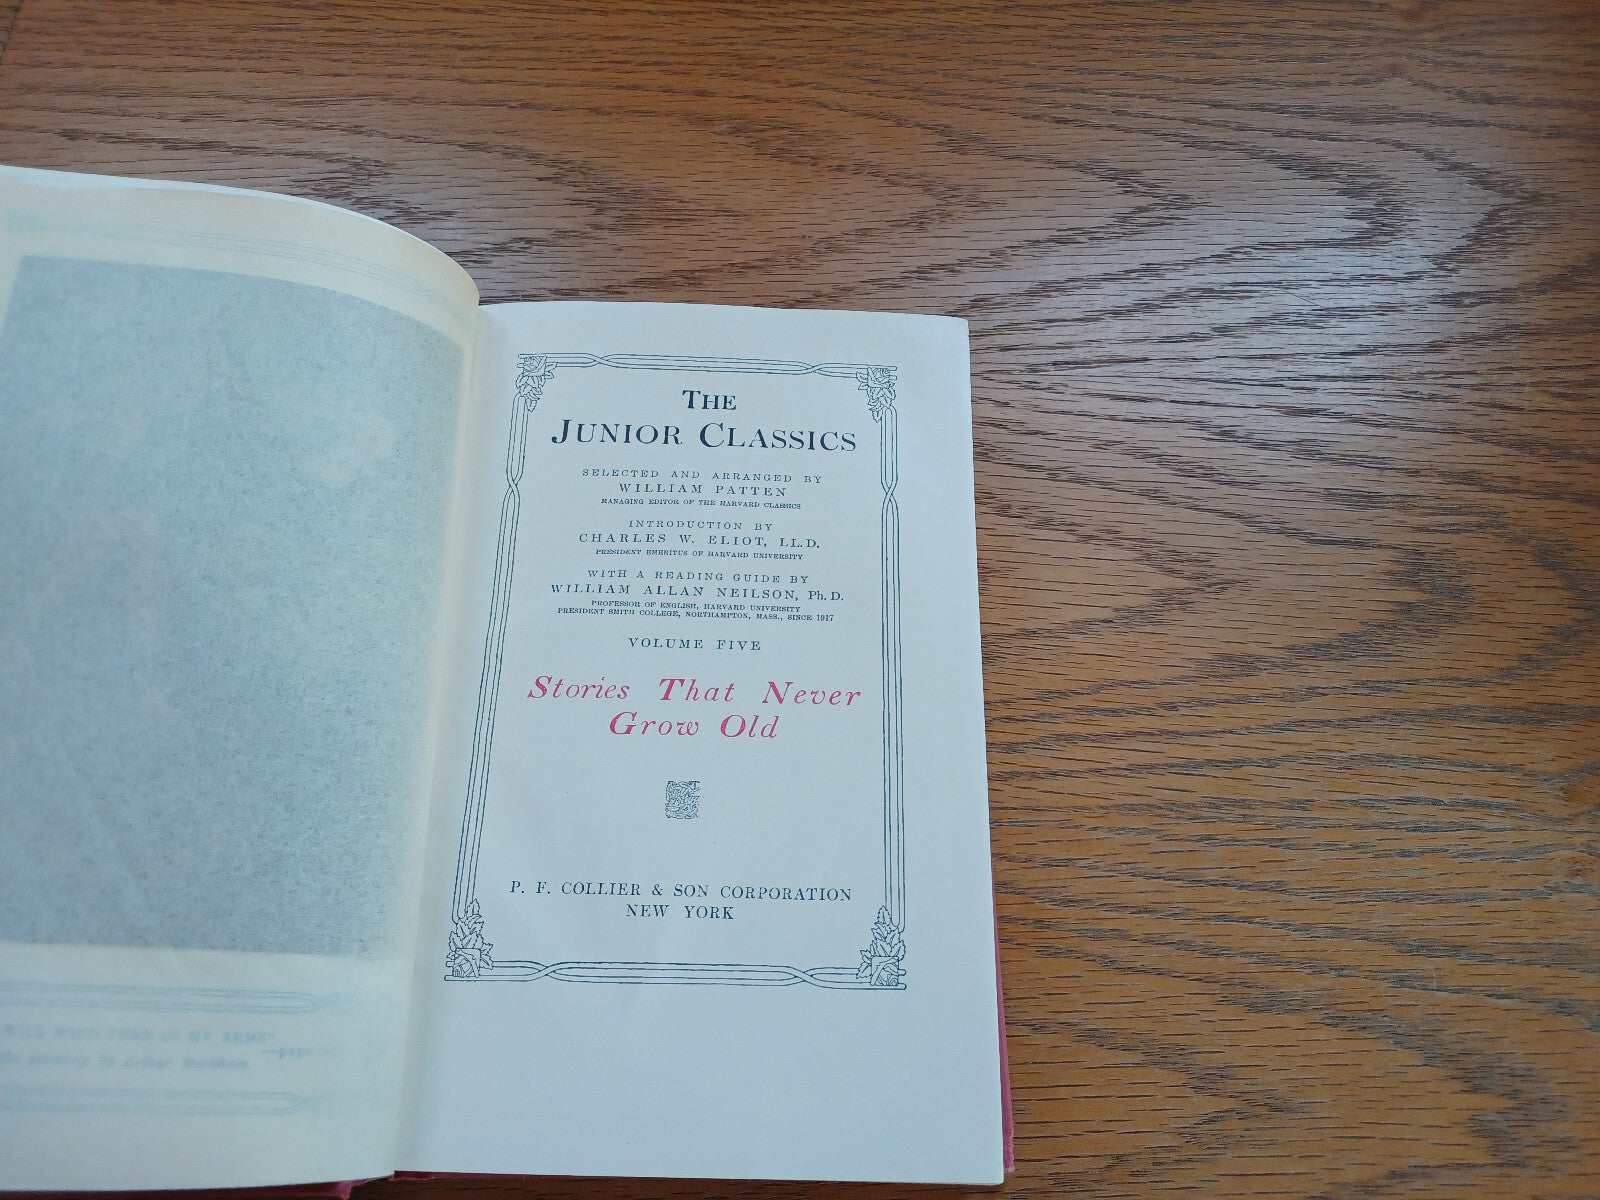 THE
JUNIOR CLASSICS
SELECTED AND ARRANGED BY
WILLIAM PATTEN
MANAGING EDITOR OF THE HARVARD CLASSICS
INTRODUCTION BY
CHARLES W. ELIOT, LL.D.
PRESIDENT EMERITUS OF HARVARD UNIVERSITY
WITH A READING GUIDE BY
WILLIAM ALLAN NEILSON, Ph.D.
PROFESSOR OF ENGLISH, HARVARD UNIVERSITY
PRESIDENT SMITH COLLEGE, NORTHAMPTON, MASS., SINCE 1917
VOLUME FIVE
Stories That Never
Grow Old
P. F. COLLIER & SON CORPORATION
NEW YORK
IN MY ARMS"